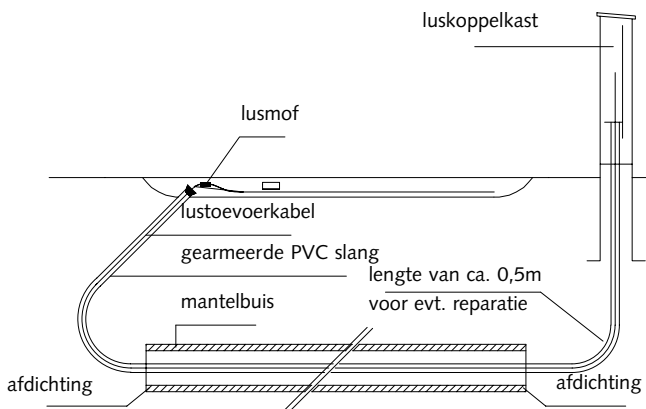 luskoppelkast
lusmof
lustoevoerkabel
gearmeerde PVC slang
lengte van ca. 0,5m
voor evt. reparatie
mantelbuis
afdichting
afdichting